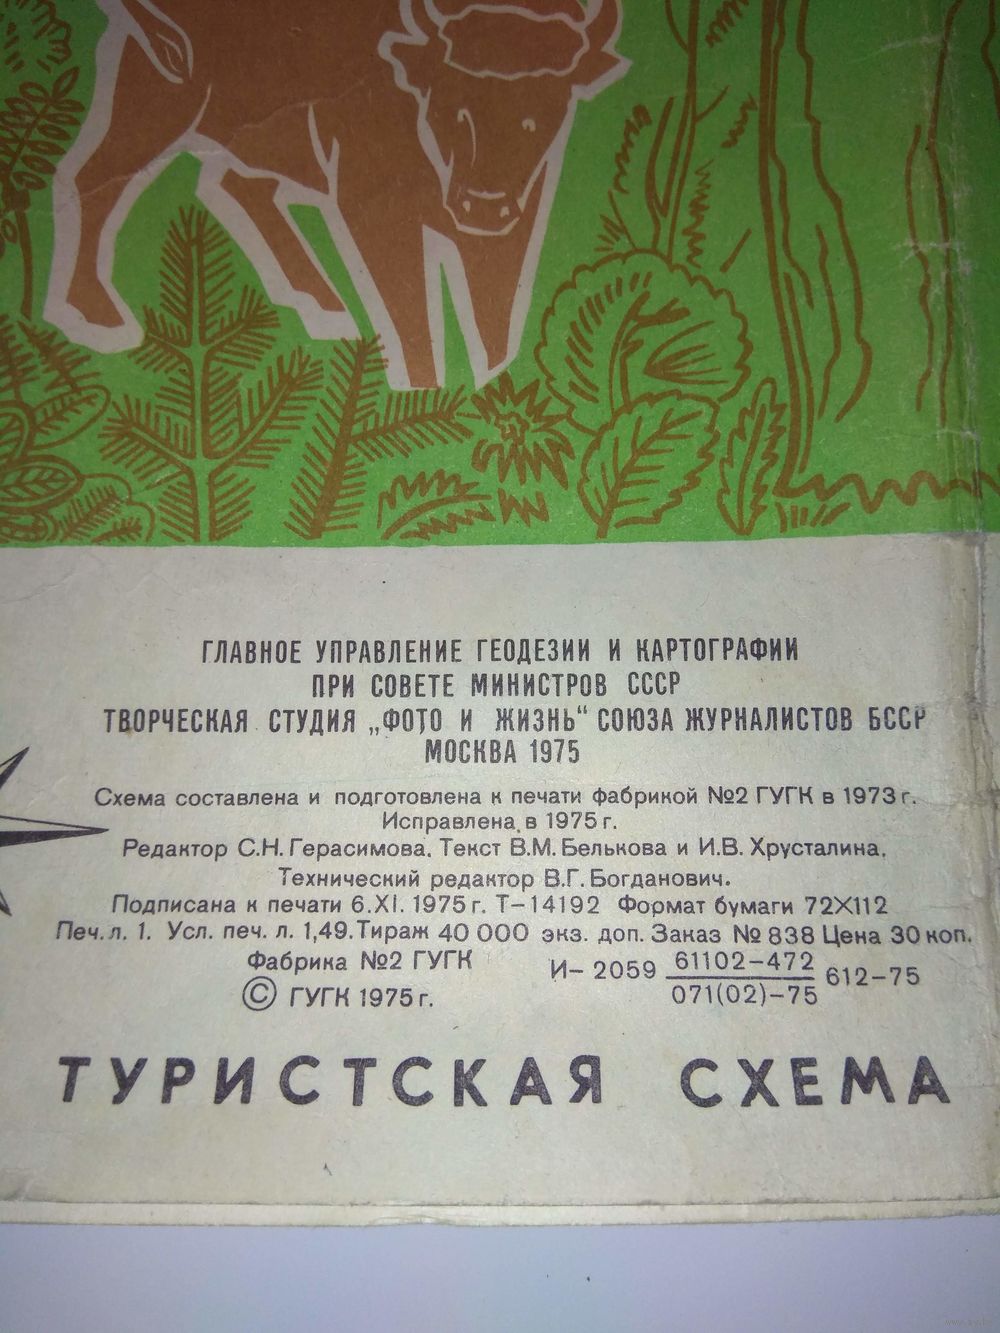 ГЛАВНОЕ УПРАВЛЕНИЕ ГЕОДЕЗИИ И КАРТОГРАФИИ
ПРИ СОВЕТЕ МИНИСТРОВ СССР
ТВОРЧЕСКАЯ СТУДИЯ „ФОТО И ЖИЗНЬ“ СОЮЗА ЖУРНАЛИСТОВ БССР
МОСКВА 1975
Схема составлена и подготовлена к печати фабрикой №2 ГУГК в 1973 г.
Исправлена в 1975 г.
Редактор С.Н. Герасимова. Текст В.М. Белькова и И.В. Хрусталина.
Технический редактор В.Г. Богданович.
Подписана к печати 6.XI. 1975 г. Т-14192 Формат бумаги 72X112
Печ. л. 1. Усл. печ. л. 1,49. Тираж 40 000 экз. доп. Заказ №838 Цена 30 коп.
Фабрика №2 ГУГК
И-2059 61102-472 612-75
071(02)-75
© ГУГК 1975 г.
ТУРИСТСКАЯ СХЕМА